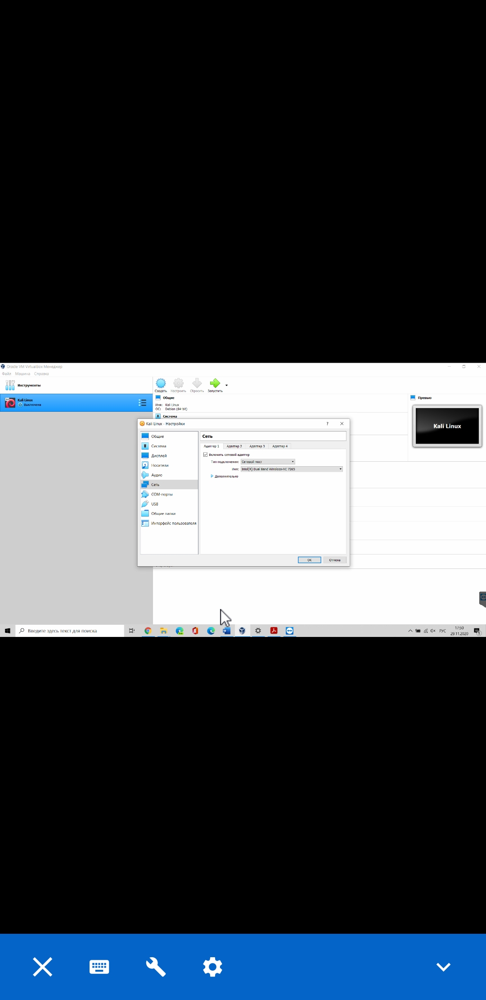 Oracle VM VirtualBox Менеджер
Файл Машина Справка
Инструменты
Создать Настроить Сбросить Запустить
64
Kali Linux
Выключена
Общие
Имя: Kali Linux
ОС: Debian (64-bit)
Система
Превью
Kali Linux
Kali Linux - Настройки
?
Общие
Система
Дисплей
Носители
Аудио
Сеть
COM-порты
USB
Общие папки
Интерфейс пользователя
Сеть
Адаптер 1 Адаптер 2 Адаптер 3 Адаптер 4
Включить сетевой адаптер
Тип подключения: Сетевой мост
Имя: Intel(R) Dual Band Wireless-AC 7265
Дополнительно
OK Отмена
Введите здесь текст для поиска
РУС
17:50
29.11.2020
1